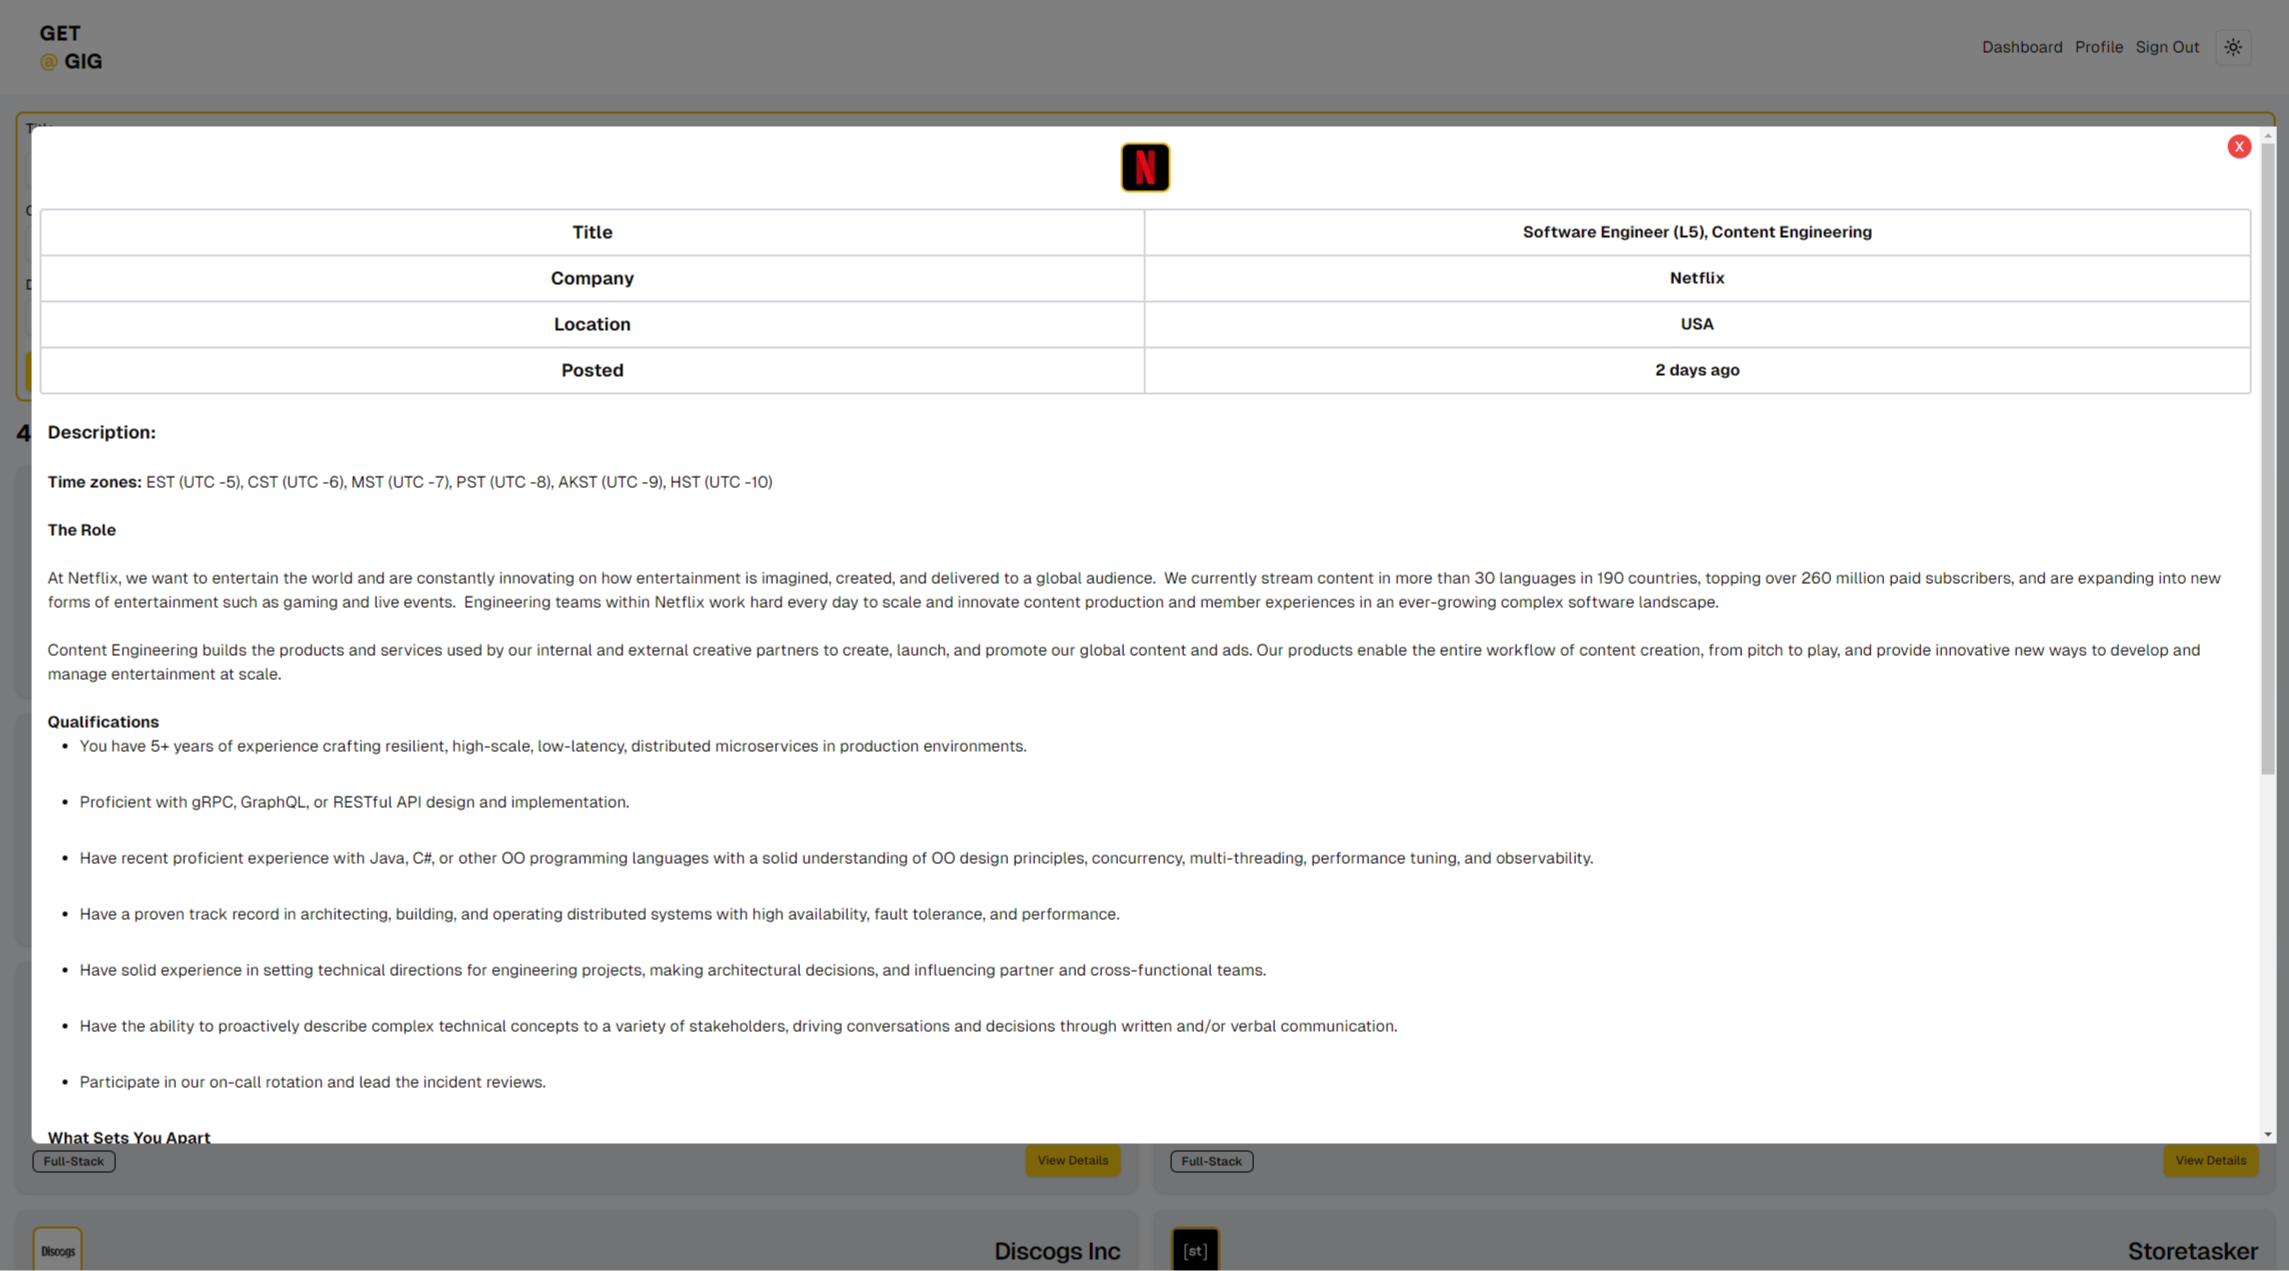 GET
@ GIG
Dashboard Profile Sign Out
X
N
Title Software Engineer (L5), Content Engineering
Company Netflix
Location USA
Posted 2 days ago
4
Description:
Time zones: EST (UTC -5), CST (UTC -6), MST (UTC -7), PST (UTC -8), AKST (UTC -9), HST (UTC -10)
The Role
At Netflix, we want to entertain the world and are constantly innovating on how entertainment is imagined, created, and delivered to a global audience.  We currently stream content in more than 30 languages in 190 countries, topping over 260 million paid subscribers, and are expanding into new
forms of entertainment such as gaming and live events.  Engineering teams within Netflix work hard every day to scale and innovate content production and member experiences in an ever-growing complex software landscape.
Content Engineering builds the products and services used by our internal and external creative partners to create, launch, and promote our global content and ads. Our products enable the entire workflow of content creation, from pitch to play, and provide innovative new ways to develop and
manage entertainment at scale.
Qualifications
• You have 5+ years of experience crafting resilient, high-scale, low-latency, distributed microservices in production environments.
• Proficient with gRPC, GraphQL, or RESTful API design and implementation.
• Have recent proficient experience with Java, C#, or other OO programming languages with a solid understanding of OO design principles, concurrency, multi-threading, performance tuning, and observability.
• Have a proven track record in architecting, building, and operating distributed systems with high availability, fault tolerance, and performance.
• Have solid experience in setting technical directions for engineering projects, making architectural decisions, and influencing partner and cross-functional teams.
• Have the ability to proactively describe complex technical concepts to a variety of stakeholders, driving conversations and decisions through written and/or verbal communication.
• Participate in our on-call rotation and lead the incident reviews.
What Sets You Apart
Full-Stack View Details Full-Stack View Details
Discogs Discogs Inc [st] Storetasker